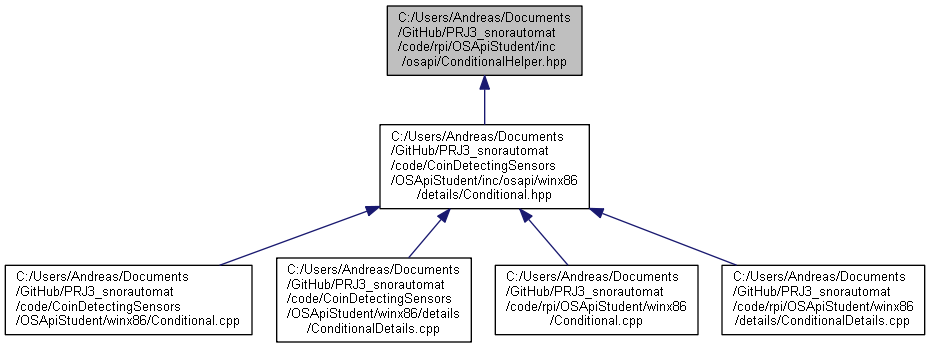 C:/Users/Andreas/Documents
/GitHub/PRJ3_snorautomat
/code/rpi/OSApiStudent/inc
/osapi/ConditionalHelper.hpp
C:/Users/Andreas/Documents
/GitHub/PRJ3_snorautomat
/code/CoinDetectingSensors
/OSApiStudent/inc/osapi/winx86
/details/Conditional.hpp
C:/Users/Andreas/Documents
/GitHub/PRJ3_snorautomat
/code/CoinDetectingSensors
/OSApiStudent/winx86/Conditional.cpp
C:/Users/Andreas/Documents
/GitHub/PRJ3_snorautomat
/code/CoinDetectingSensors
/OSApiStudent/winx86/details
/ConditionalDetails.cpp
C:/Users/Andreas/Documents
/GitHub/PRJ3_snorautomat
/code/rpi/OSApiStudent/winx86
/Conditional.cpp
C:/Users/Andreas/Documents
/GitHub/PRJ3_snorautomat
/code/rpi/OSApiStudent/winx86
/details/ConditionalDetails.cpp